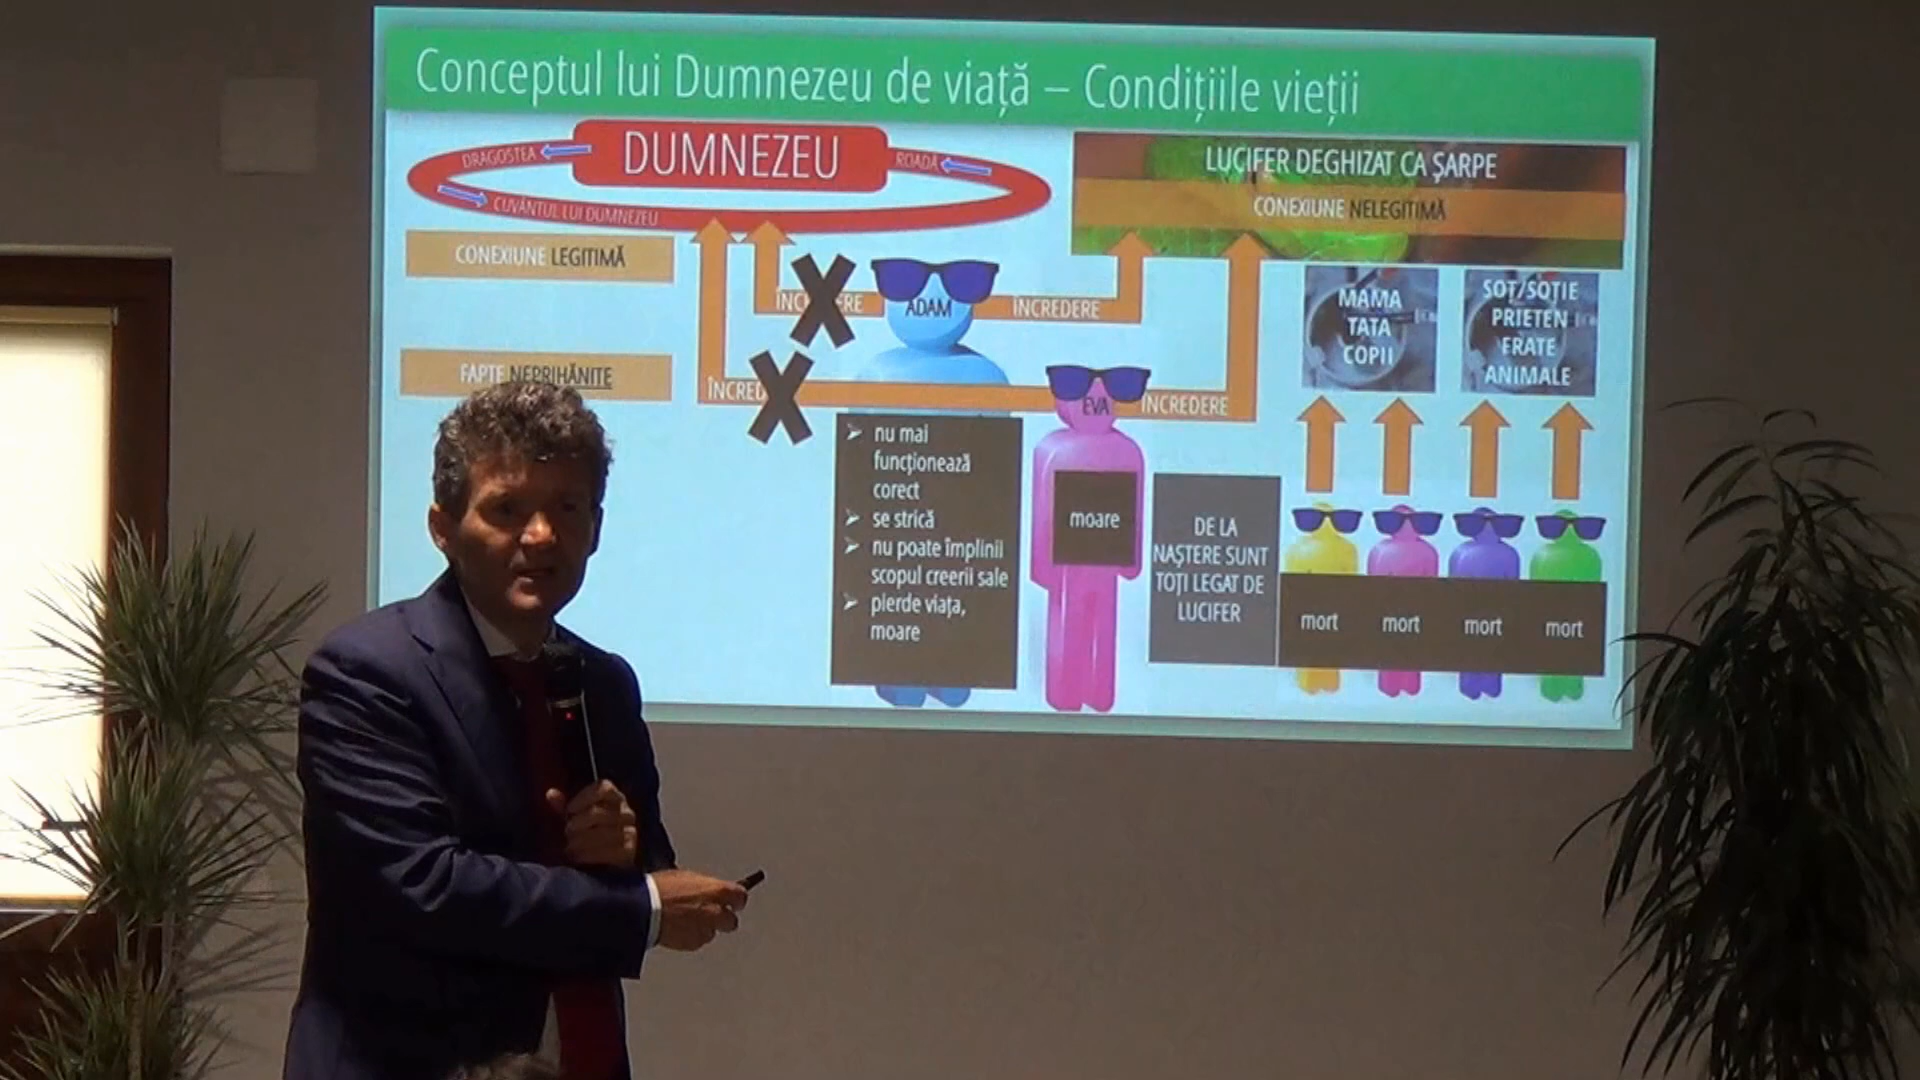 Conceptul lui Dumnezeu de viață – Condițiile vieții
DUMNEZEU
DRAGOSTEA
ROADĂ
CUVÂNTUL LUI DUMNEZEU
LUCIFER DEGHIZAT CA ȘARPE
CONEXIUNE NELEGITIMĂ
CONEXIUNE LEGITIMĂ
FAPTE NEPRIHĂNITE
ADAM
ÎNCREDERE
EVA
ÎNCREDERE
MAMA
TATA
COPII
SOȚ/SOȚIE
PRIETEN
FRATE
ANIMALE
nu mai
funcționează
corect
se strică
nu poate împlinii
scopul creerii sale
pierde viața,
moare
moare
DE LA
NAȘTERE SUNT
TOȚI LEGAT DE
LUCIFER
mort
mort
mort
mort